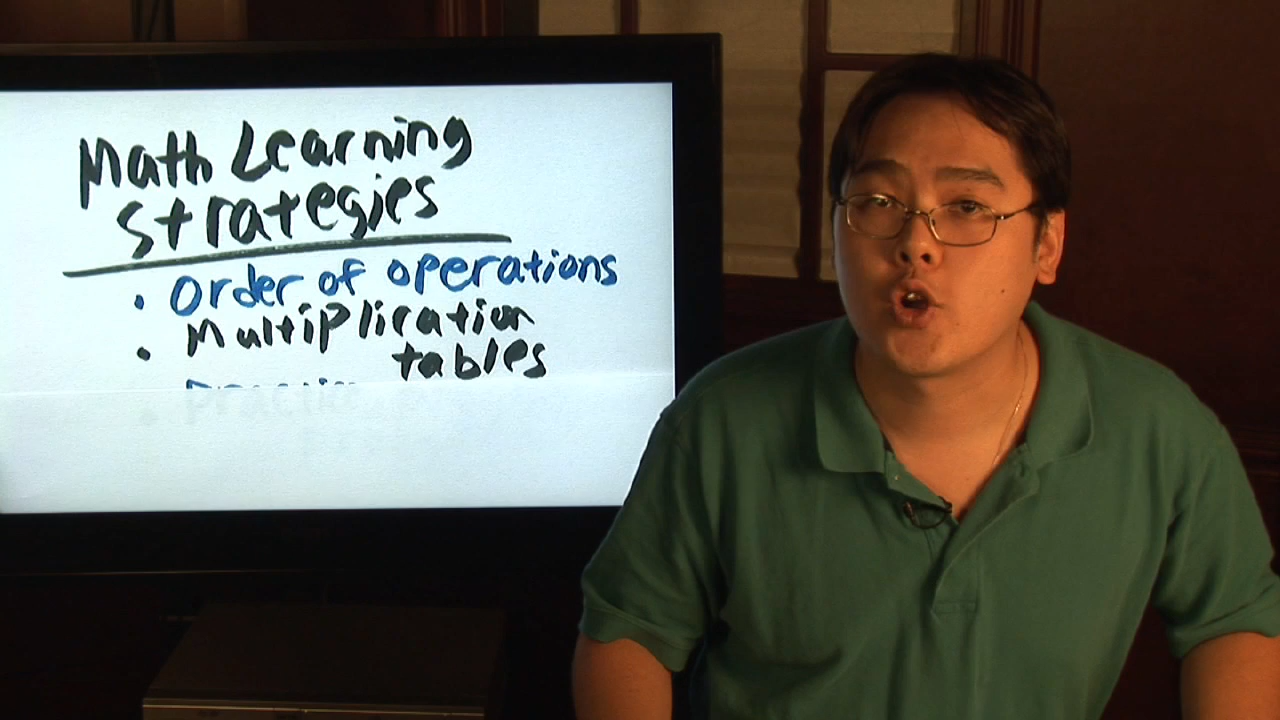 Math Learning
strategies
• Order of operations
• Multiplication
tables